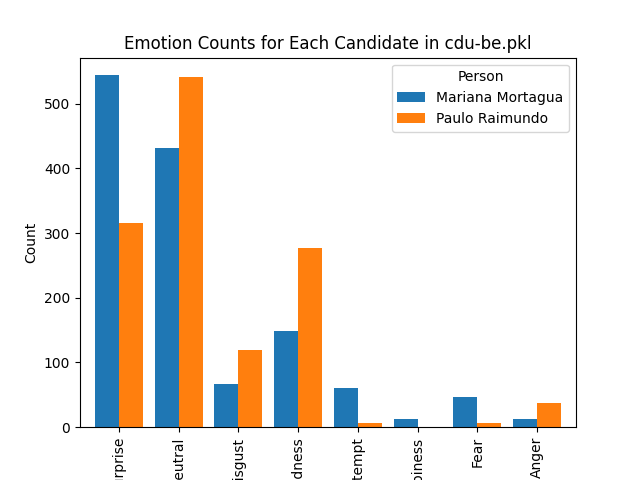 Emotion Counts for Each Candidate in cdu-be.pkl
Person
Mariana Mortagua
Paulo Raimundo
Count
500
400
300
200
100
0
rprise
eutral
isgust
dness
tempt
piness
Fear
Anger